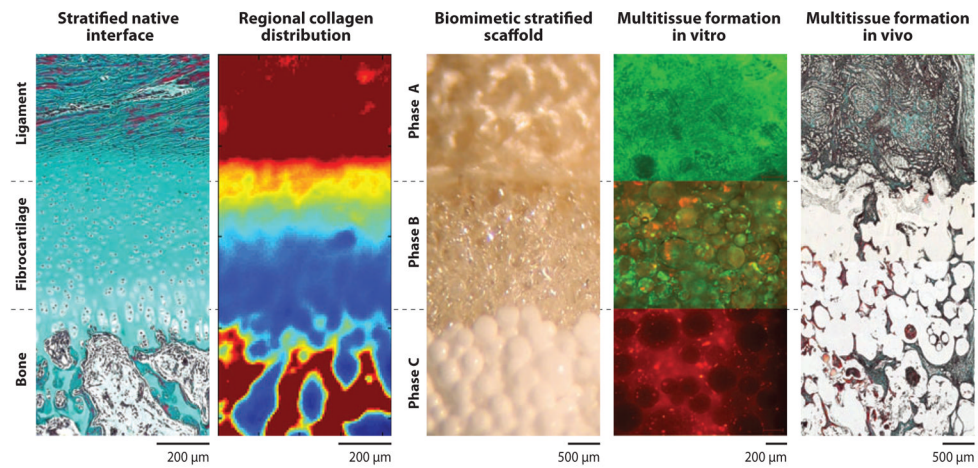 Stratified native
interface
Regional collagen
distribution
Biomimetic stratified
scaffold
Multitissue formation
in vitro
Multitissue formation
in vivo
Ligament
Fibrocartilage
Bone
Phase A
Phase B
Phase C
200 μm
200 μm
500 μm
200 μm
500 μm